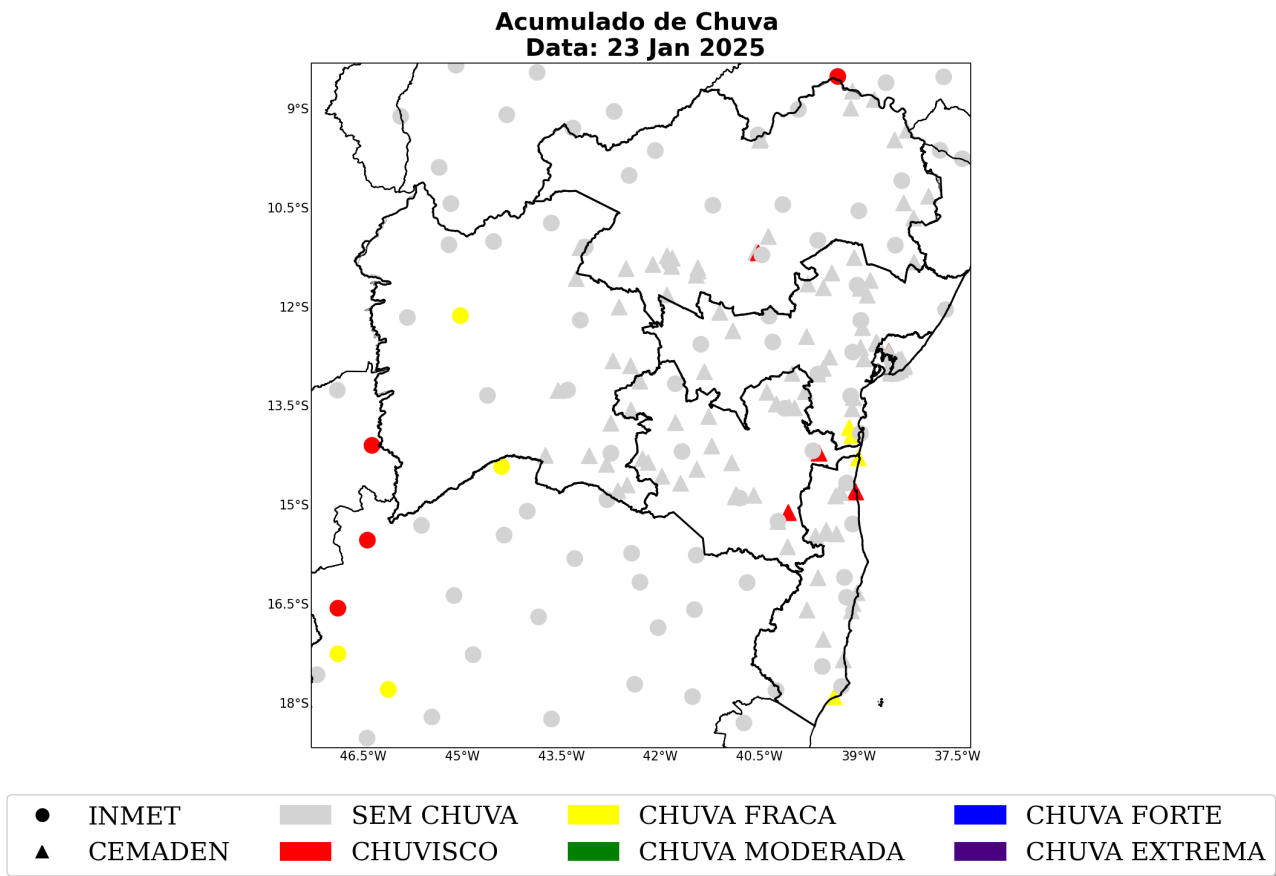 Acumulado de Chuva
Data: 23 Jan 2025
9°S
10.5°S
12°S
13.5°S
15°S
16.5°S
18°S
46.5°W 45°W 43.5°W 42°W 40.5°W 39°W 37.5°W
INMET SEM CHUVA CHUVA FRACA CHUVA FORTE
CEMADEN CHUVISCO CHUVA MODERADA CHUVA EXTREMA